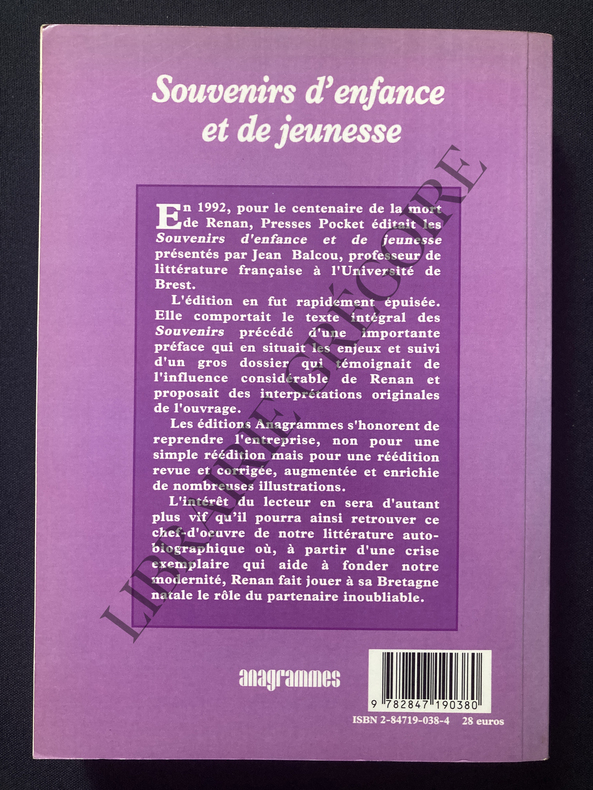 Souvenirs d'enfance
et de jeunesse
En 1992, pour le centenaire de la mort
de Renan, Presses Pocket éditait les
Souvenirs d'enfance et de jeunesse
présentés par Jean Balcou, professeur de
littérature française à l'Université de
Brest.
L'édition en fut rapidement épuisée.
Elle comportait le texte intégral des
Souvenirs précédé d'une importante
préface qui en situait les enjeux et suivi
d'un gros dossier qui témoignait de
l'influence considérable de Renan et
proposait des interprétations originales
de l'ouvrage.
Les éditions Anagrammes s'honorent de
reprendre l'entreprise, non pour une
simple réédition mais pour une réédition
revue et corrigée, augmentée et enrichie
de nombreuses illustrations.
L'intérêt du lecteur en sera d'autant
plus vif qu'il pourra ainsi retrouver ce
chef-d'oeuvre de notre littérature auto-
biographique où, à partir d'une crise
exemplaire qui aide à fonder notre
modernité, Renan fait jouer à sa Bretagne
natale le rôle du partenaire inoubliable.
LIBRAIRIE GRÉGOIRE
anagrammes
9 782847 190380
ISBN 2-84719-038-4 28 euros